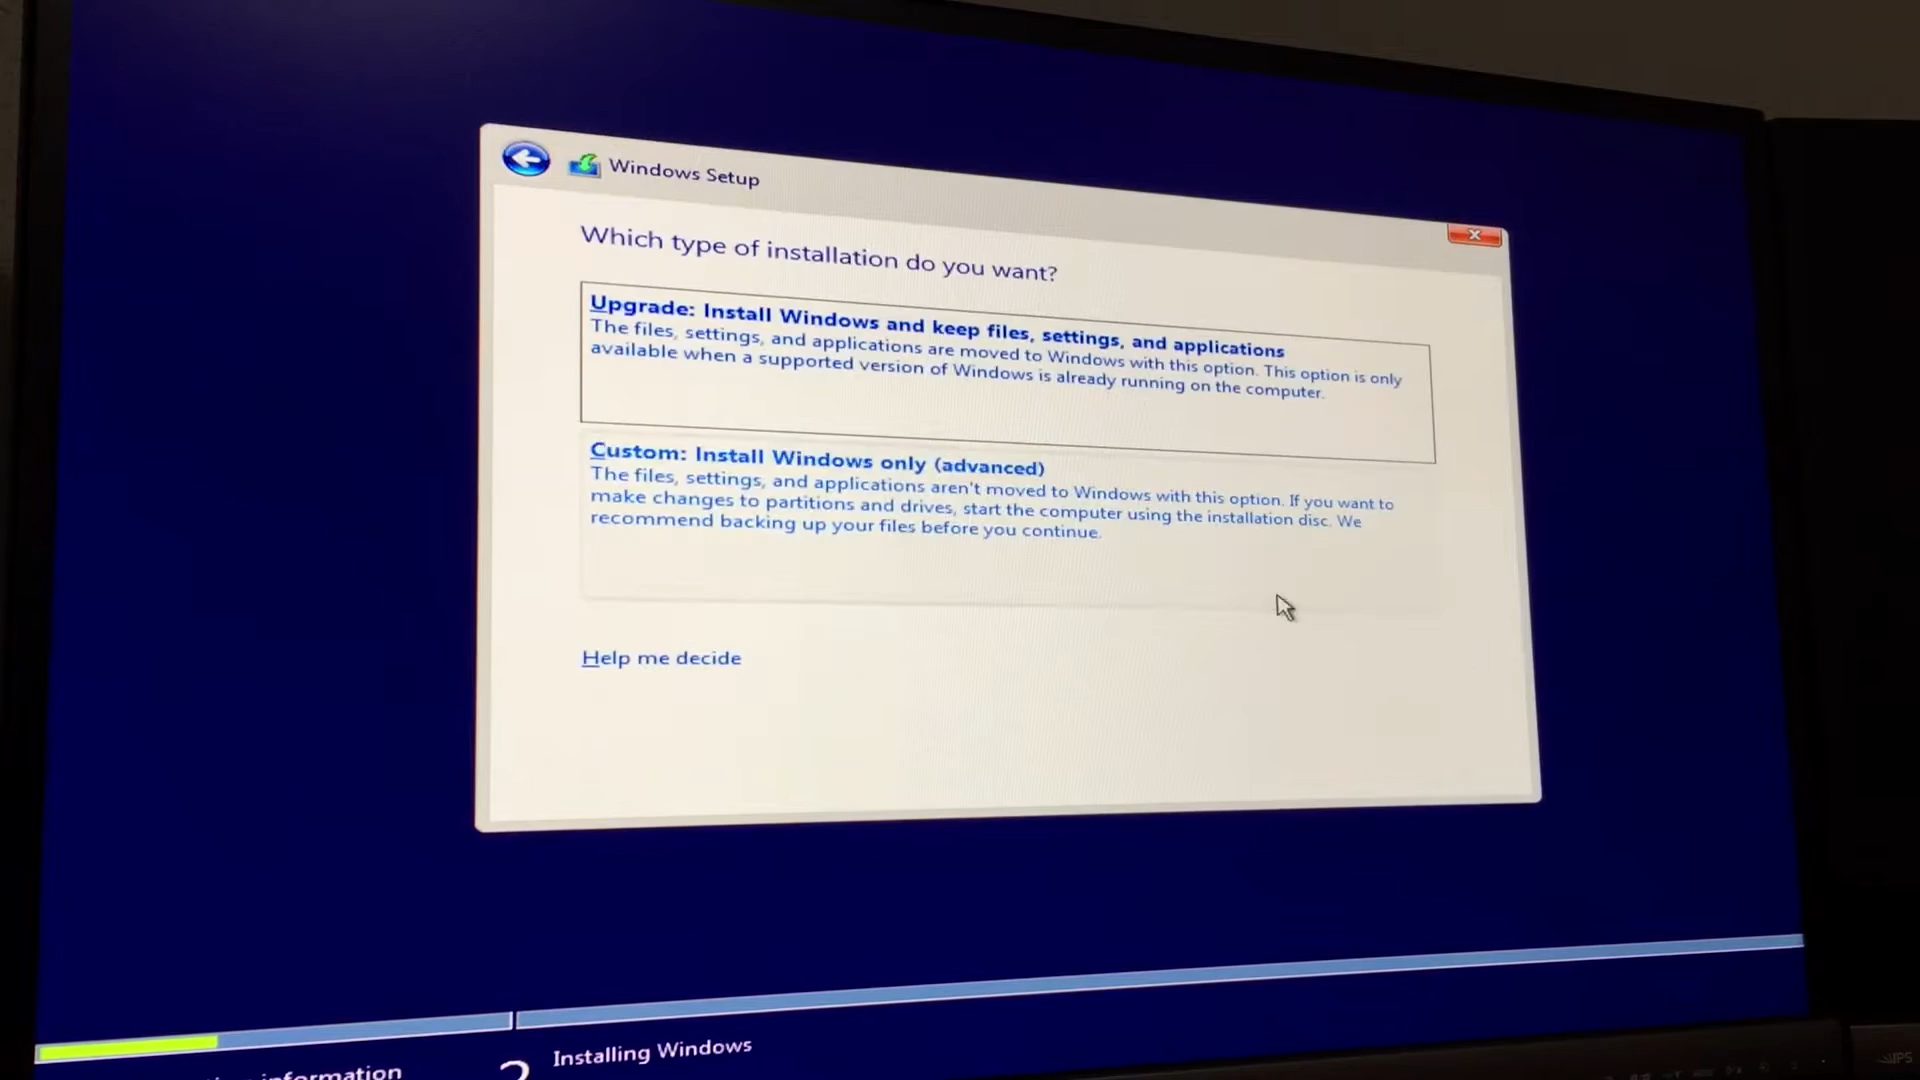 Windows Setup
Which type of installation do you want?
Upgrade: Install Windows and keep files, settings, and applications
The files, settings, and applications are moved to Windows with this option. This option is only
available when a supported version of Windows is already running on the computer.
Custom: Install Windows only (advanced)
The files, settings, and applications aren't moved to Windows with this option. If you want to
make changes to partitions and drives, start the computer using the installation disc. We
recommend backing up your files before you continue.
Help me decide
information
2 Installing Windows
IPS